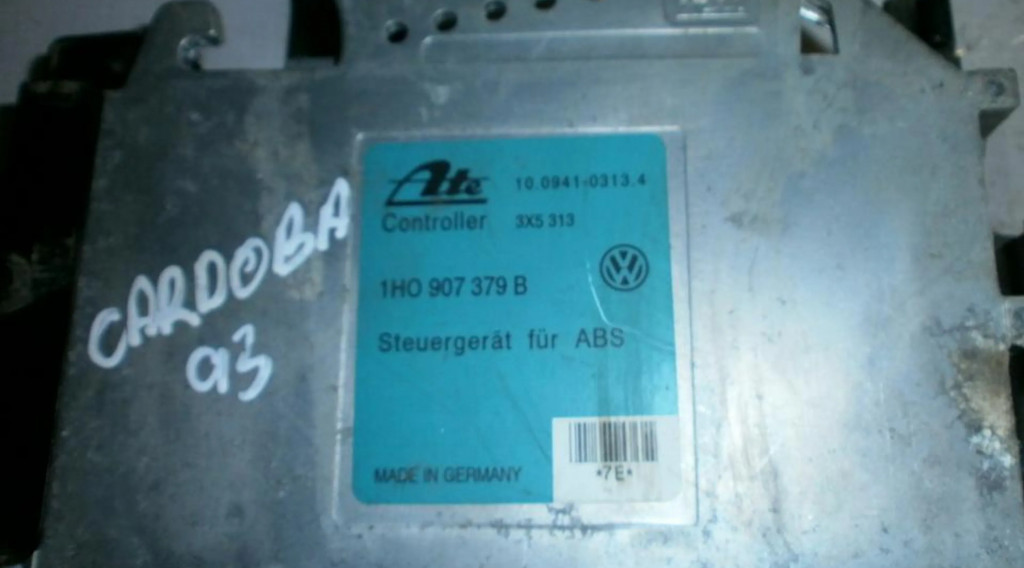 CARDOBA
93
Ate 10.0941-0313.4
Controller 3X5 313
1H0 907 379 B
Steuergerät für ABS
MADE IN GERMANY
*7E*